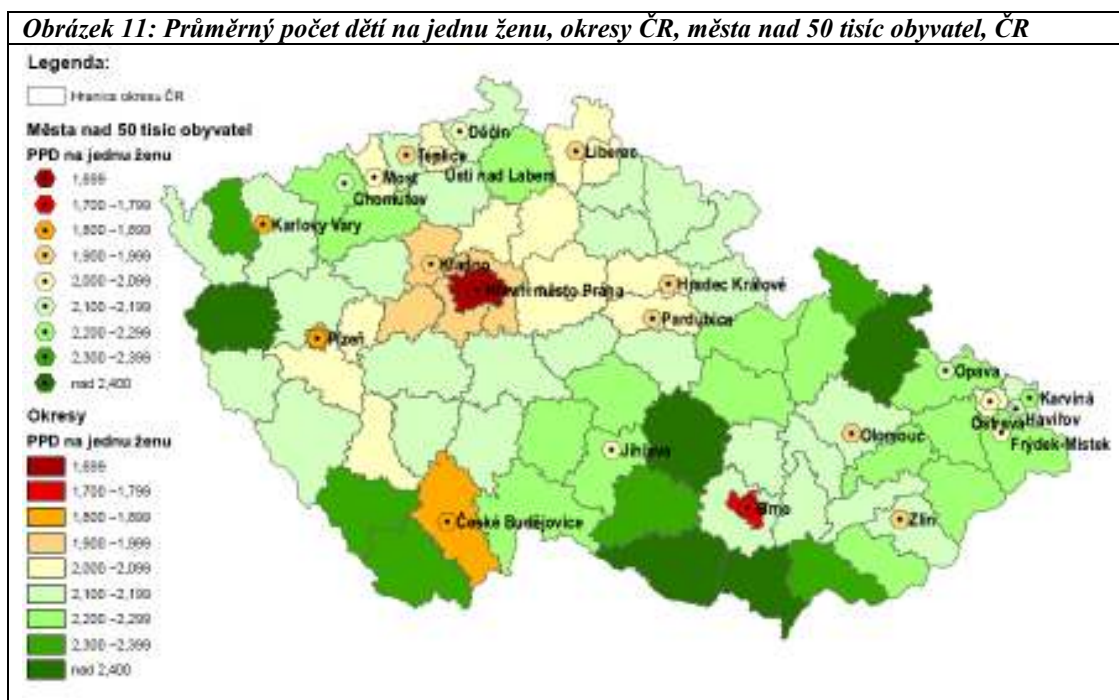 Obrázek 11: Průměrný počet dětí na jednu ženu, okresy ČR, města nad 50 tisíc obyvatel, ČR
Legenda:
Hranice okresu ČR
Města nad 50 tisíc obyvatel
PPD na jednu ženu
1,699
1,700 –1,799
1,800 –1,899
1,900 –1,999
2,000 –2,099
2,100 –2,199
2,200 –2,299
2,300 –2,399
nad 2,400
Okresy
PPD na jednu ženu
1,699
1,700 –1,799
1,800 –1,899
1,900 –1,999
2,000 –2,099
2,100 –2,199
2,200 –2,299
2,300 –2,399
nad 2,400
Děčín
Teplice
Liberec
Ústí nad Labem
Most
Chomutov
Karlovy Vary
Kladno
Hlavní město Praha
Hradec Králové
Pardubice
Plzeň
Opava
Karviná
Havířov
Ostrava
Frýdek-Místek
Olomouc
Jihlava
Brno
Zlín
České Budějovice